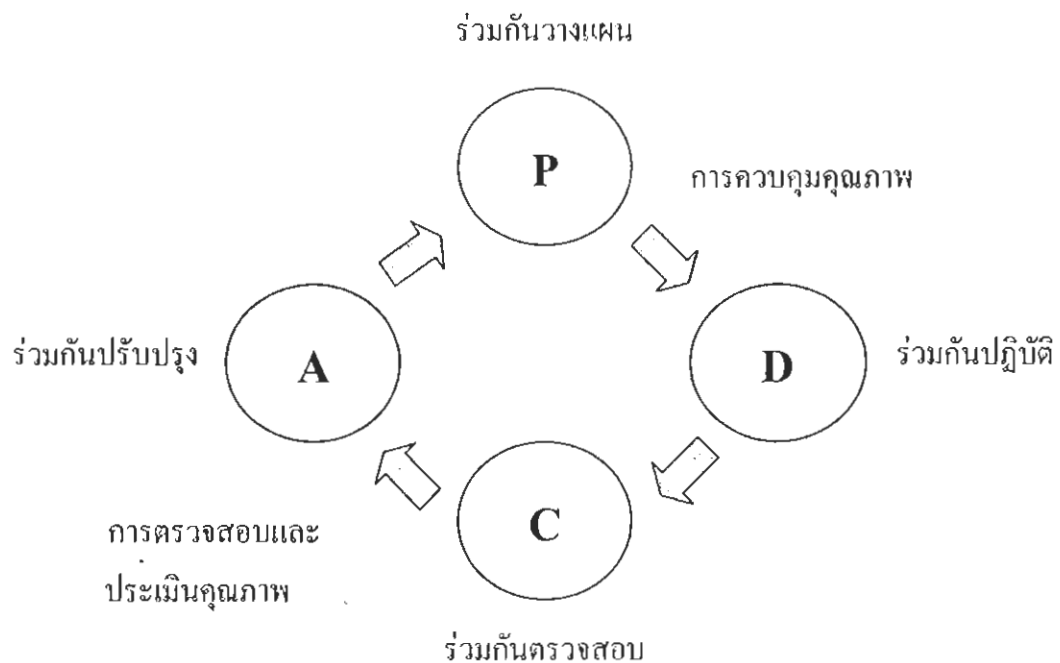 ร่วมกันวางแผน
P
การควบคุมคุณภาพ
ร่วมกันปรับปรุง
A
D
ร่วมกันปฏิบัติ
C
การตรวจสอบและ
ประเมินคุณภาพ
ร่วมกันตรวจสอบ